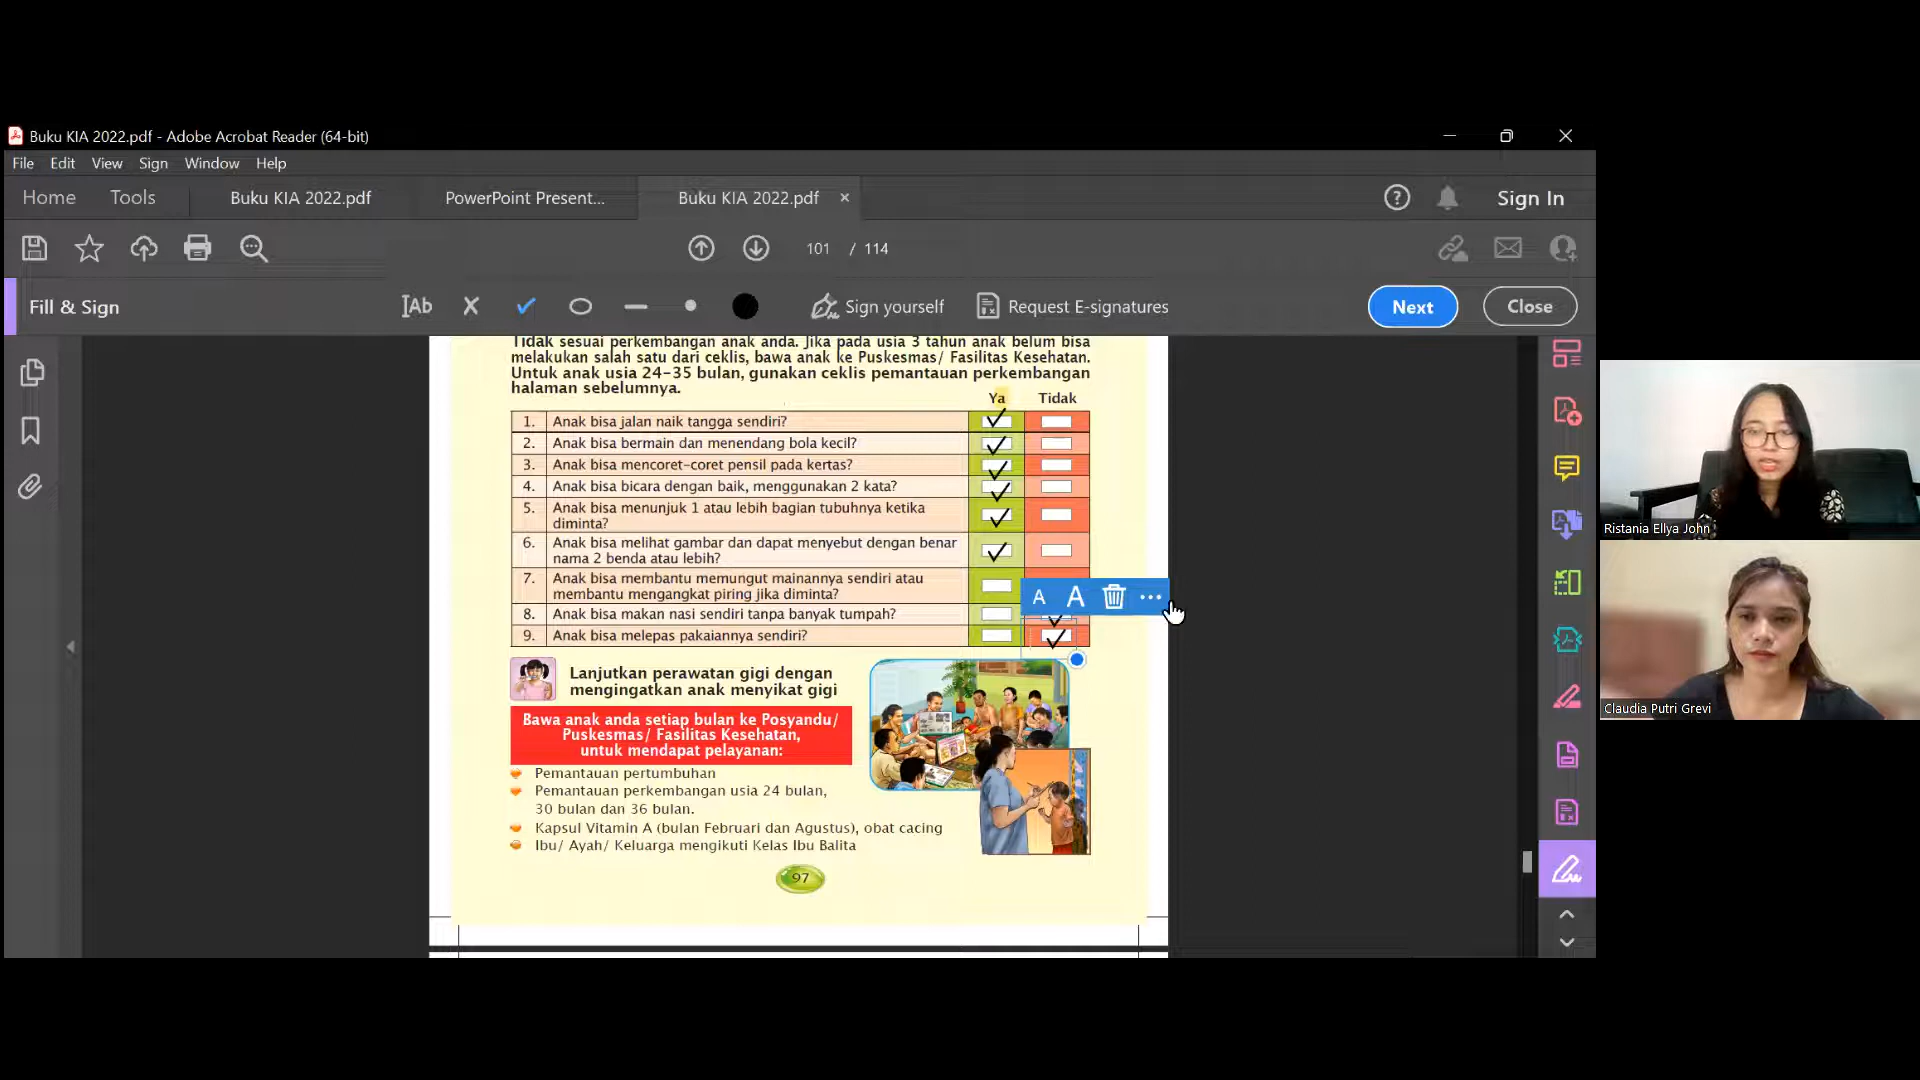 Buku KIA 2022.pdf - Adobe Acrobat Reader (64-bit)
File Edit View Sign Window Help
Home Tools Buku KIA 2022.pdf PowerPoint Present... Buku KIA 2022.pdf × Sign In
101 / 114
Fill & Sign Sign yourself Request E-signatures Next Close
Tidak sesuai perkembangan anak anda. Jika pada usia 3 tahun anak belum bisa
melakukan salah satu dari ceklis, bawa anak ke Puskesmas/ Fasilitas Kesehatan.
Untuk anak usia 24-35 bulan, gunakan ceklis pemantauan perkembangan
halaman sebelumnya.
Ya Tidak
1. Anak bisa jalan naik tangga sendiri?
2. Anak bisa bermain dan menendang bola kecil?
3. Anak bisa mencoret-coret pensil pada kertas?
4. Anak bisa bicara dengan baik, menggunakan 2 kata?
5. Anak bisa menunjuk 1 atau lebih bagian tubuhnya ketika
diminta?
6. Anak bisa melihat gambar dan dapat menyebut dengan benar
nama 2 benda atau lebih?
7. Anak bisa membantu memungut mainannya sendiri atau
membantu mengangkat piring jika diminta?
8. Anak bisa makan nasi sendiri tanpa banyak tumpah?
9. Anak bisa melepas pakaiannya sendiri?
A A ...
Lanjutkan perawatan gigi dengan
mengingatkan anak menyikat gigi
Bawa anak anda setiap bulan ke Posyandu/
Puskesmas/ Fasilitas Kesehatan,
untuk mendapat pelayanan:
Pemantauan pertumbuhan
Pemantauan perkembangan usia 24 bulan,
30 bulan dan 36 bulan.
Kapsul Vitamin A (bulan Februari dan Agustus), obat cacing
Ibu/ Ayah/ Keluarga mengikuti Kelas Ibu Balita
97
Ristania Ellya John
Claudia Putri Grevi